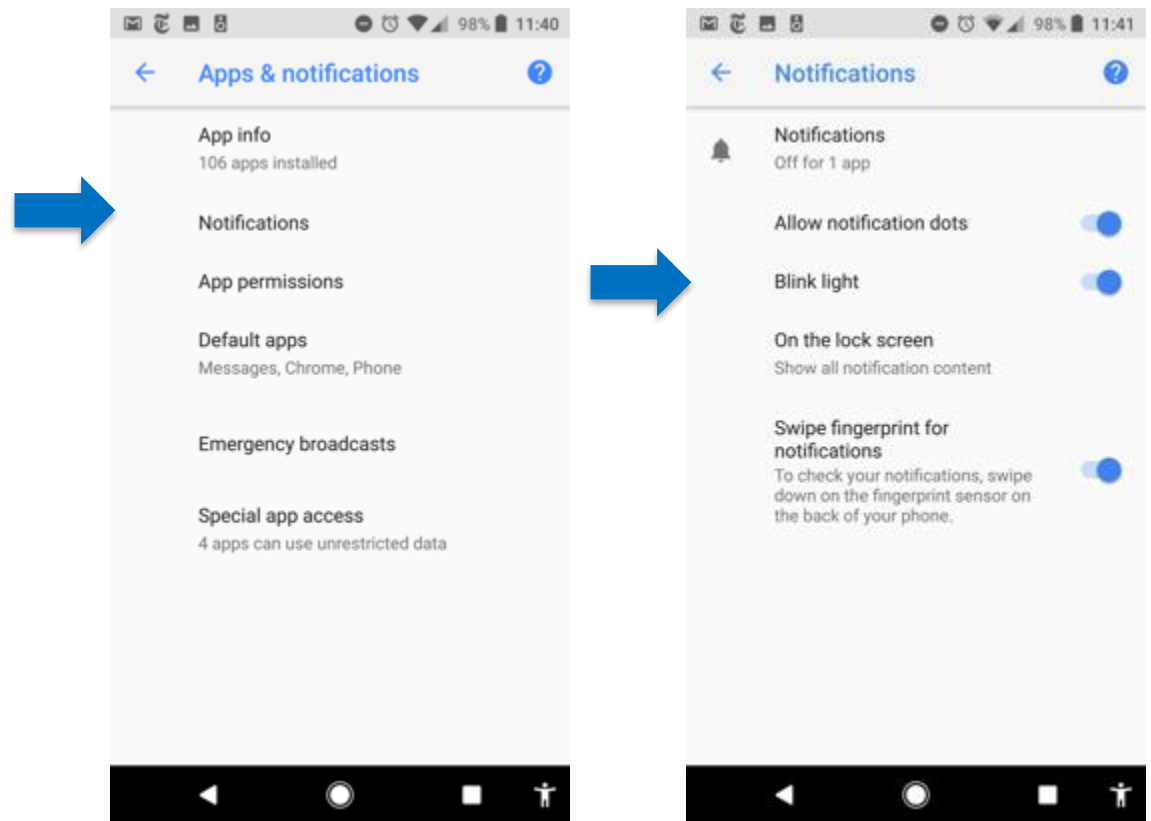 98% 11:40
Apps & notifications
App info
106 apps installed
Notifications
App permissions
Default apps
Messages, Chrome, Phone
Emergency broadcasts
Special app access
4 apps can use unrestricted data
98% 11:41
Notifications
Notifications
Off for 1 app
Allow notification dots
Blink light
On the lock screen
Show all notification content
Swipe fingerprint for
notifications
To check your notifications, swipe
down on the fingerprint sensor on
the back of your phone.